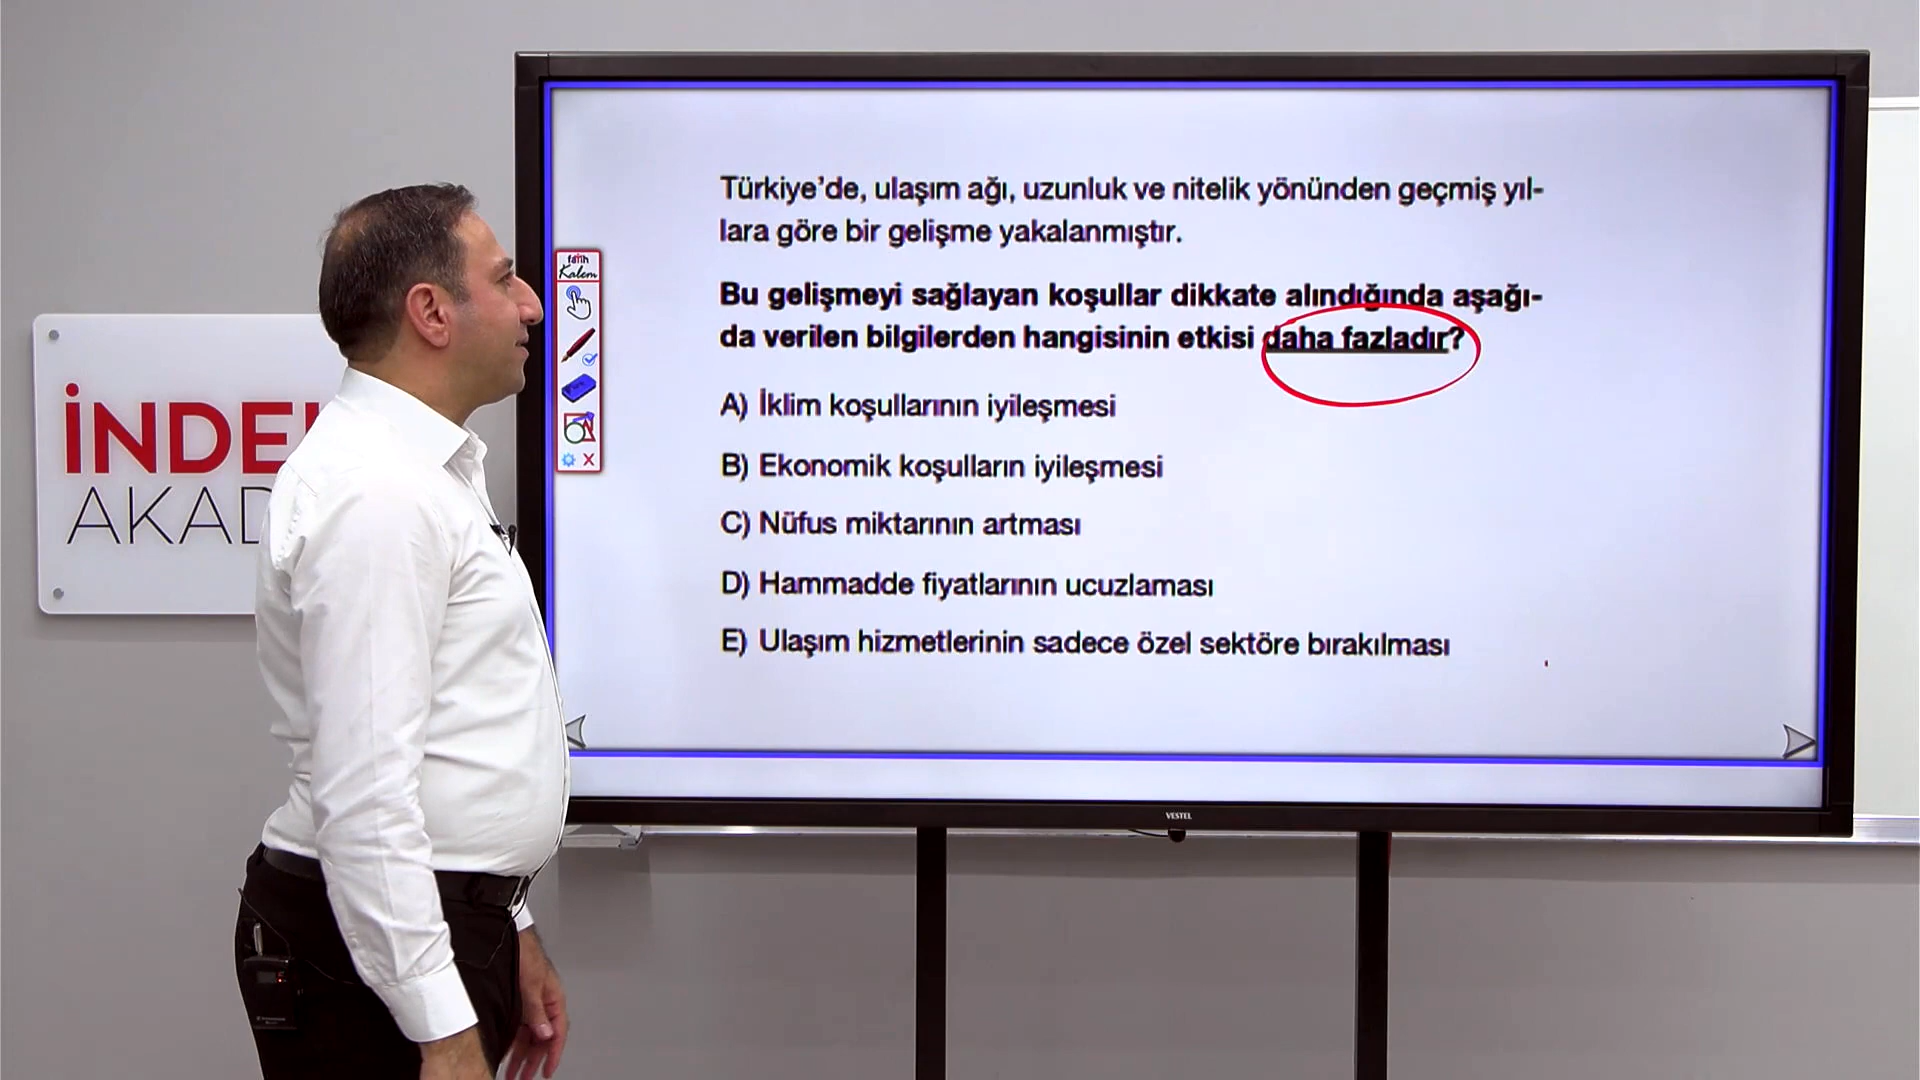 Türkiye'de, ulaşım ağı, uzunluk ve nitelik yönünden geçmiş yıl-
lara göre bir gelişme yakalanmıştır.
Bu gelişmeyi sağlayan koşullar dikkate alındığında aşağı-
da verilen bilgilerden hangisinin etkisi daha fazladır?
A) İklim koşullarının iyileşmesi
B) Ekonomik koşulların iyileşmesi
C) Nüfus miktarının artması
D) Hammadde fiyatlarının ucuzlaması
E) Ulaşım hizmetlerinin sadece özel sektöre bırakılması
fatih
Kalem
VESTEL